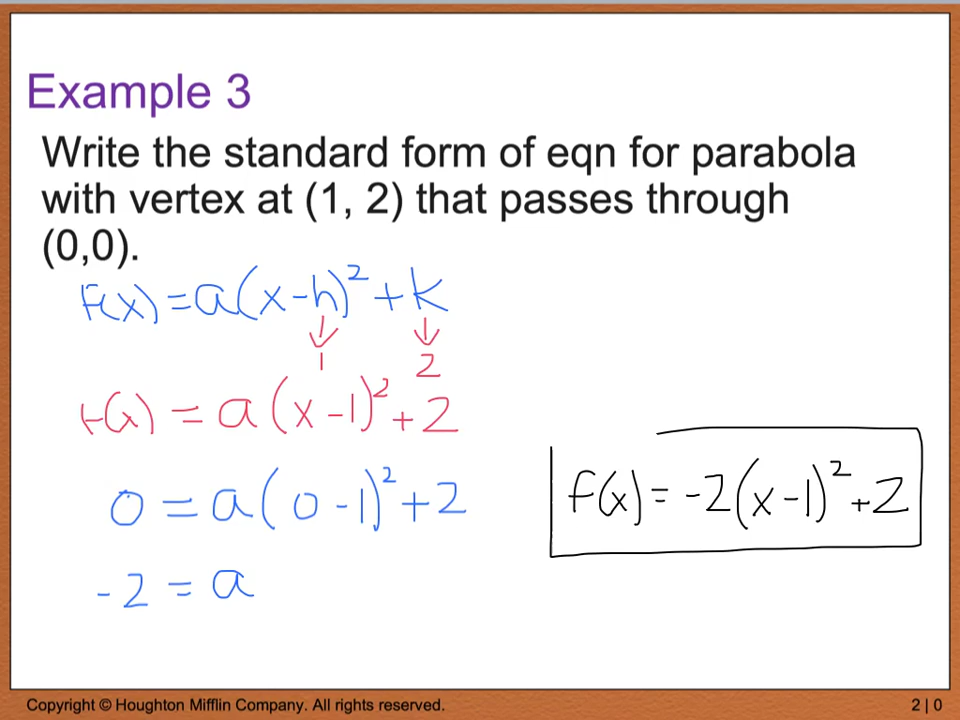 Example 3
Write the standard form of eqn for parabola
with vertex at (1, 2) that passes through
(0,0).
f(x) = a(x-h)² + k
↓ ↓
1 2
f(x) = a(x-1)² + 2
0 = a(0-1)² + 2
-2 = a
f(x) = -2(x-1)² + 2
Copyright © Houghton Mifflin Company. All rights reserved.
2 | 0